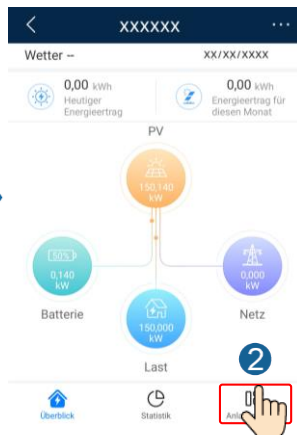 xxxxxx
Wetter -- XX/XX/XXXX
0,00 kWh
Heutiger
Energieertrag
0,00 kWh
Energieertrag für
diesen Monat
PV
150,140
kW
50%
0,140
kW
0,000
kW
Batterie
Netz
150,000
kW
Last
2
Überblick
Statistik